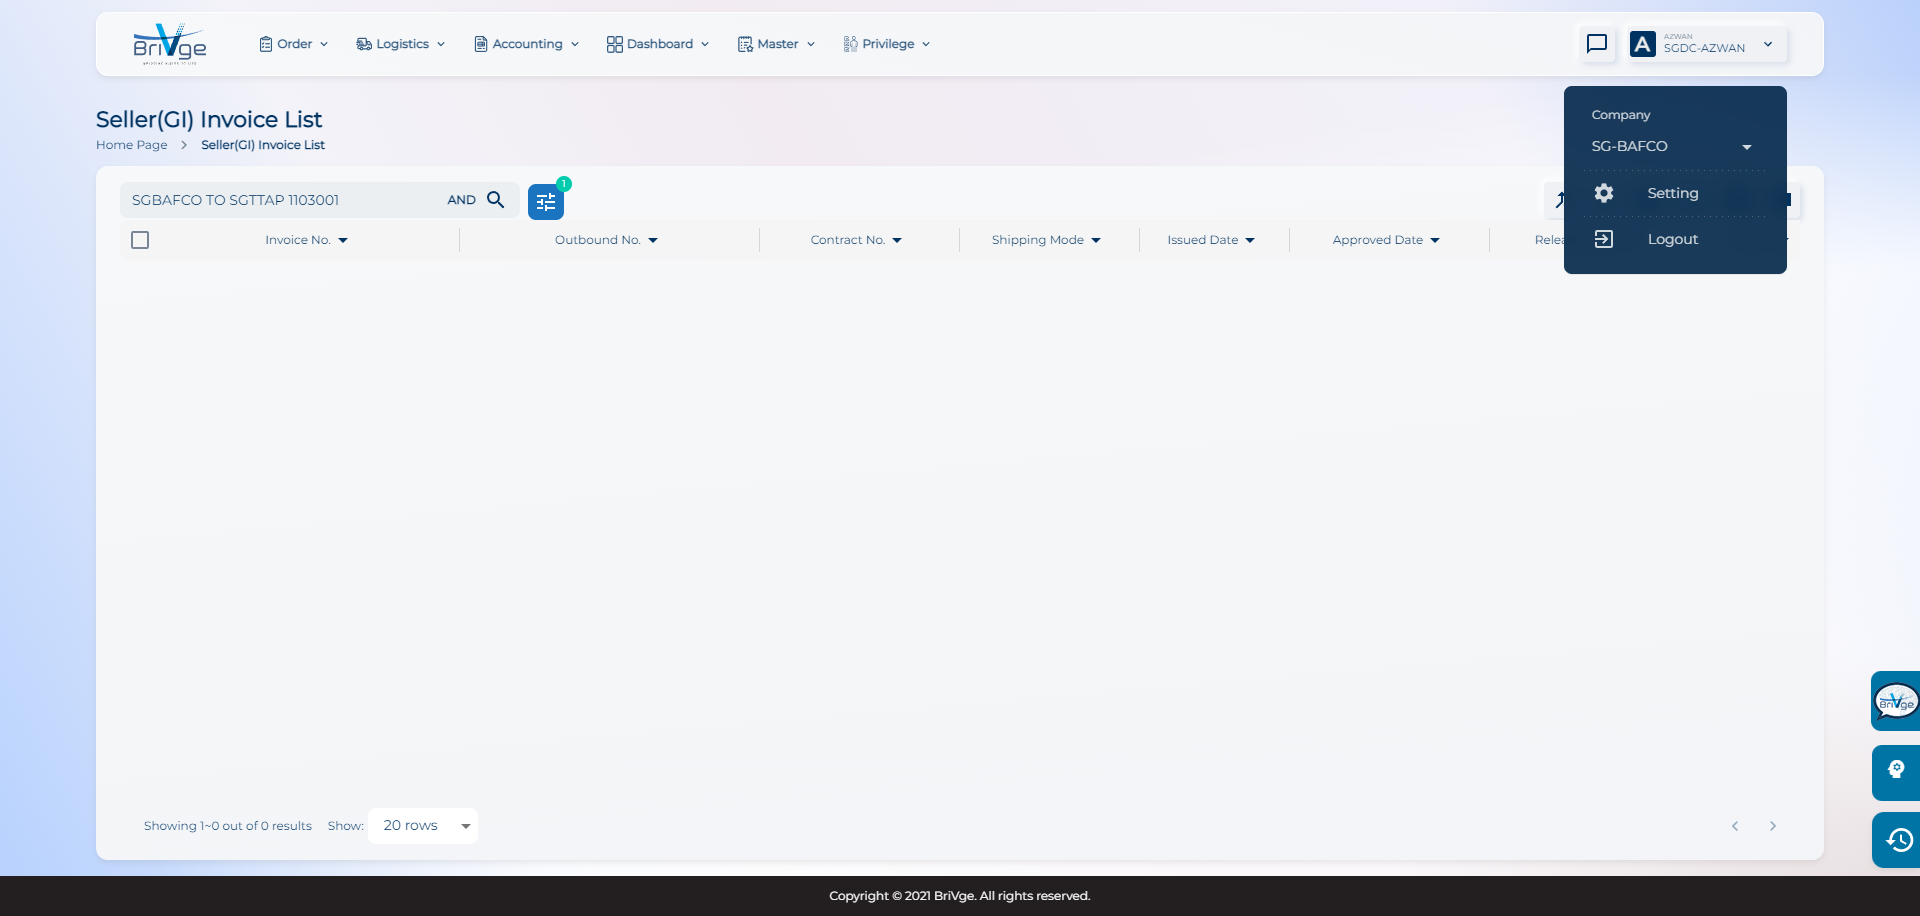 BriVge
Order
Logistics
Accounting
Dashboard
Master
Privilege
A
AZWAN
SGDC-AZWAN
Seller(GI) Invoice List
Home Page > Seller(GI) Invoice List
Company
SG-BAFCO
Setting
Logout
SGBAFCO TO SGTTAP 1103001
AND
1
Invoice No.
Outbound No.
Contract No.
Shipping Mode
Issued Date
Approved Date
Showing 1~0 out of 0 results
Show:
20 rows
BriVge
Copyright © 2021 BriVge. All rights reserved.